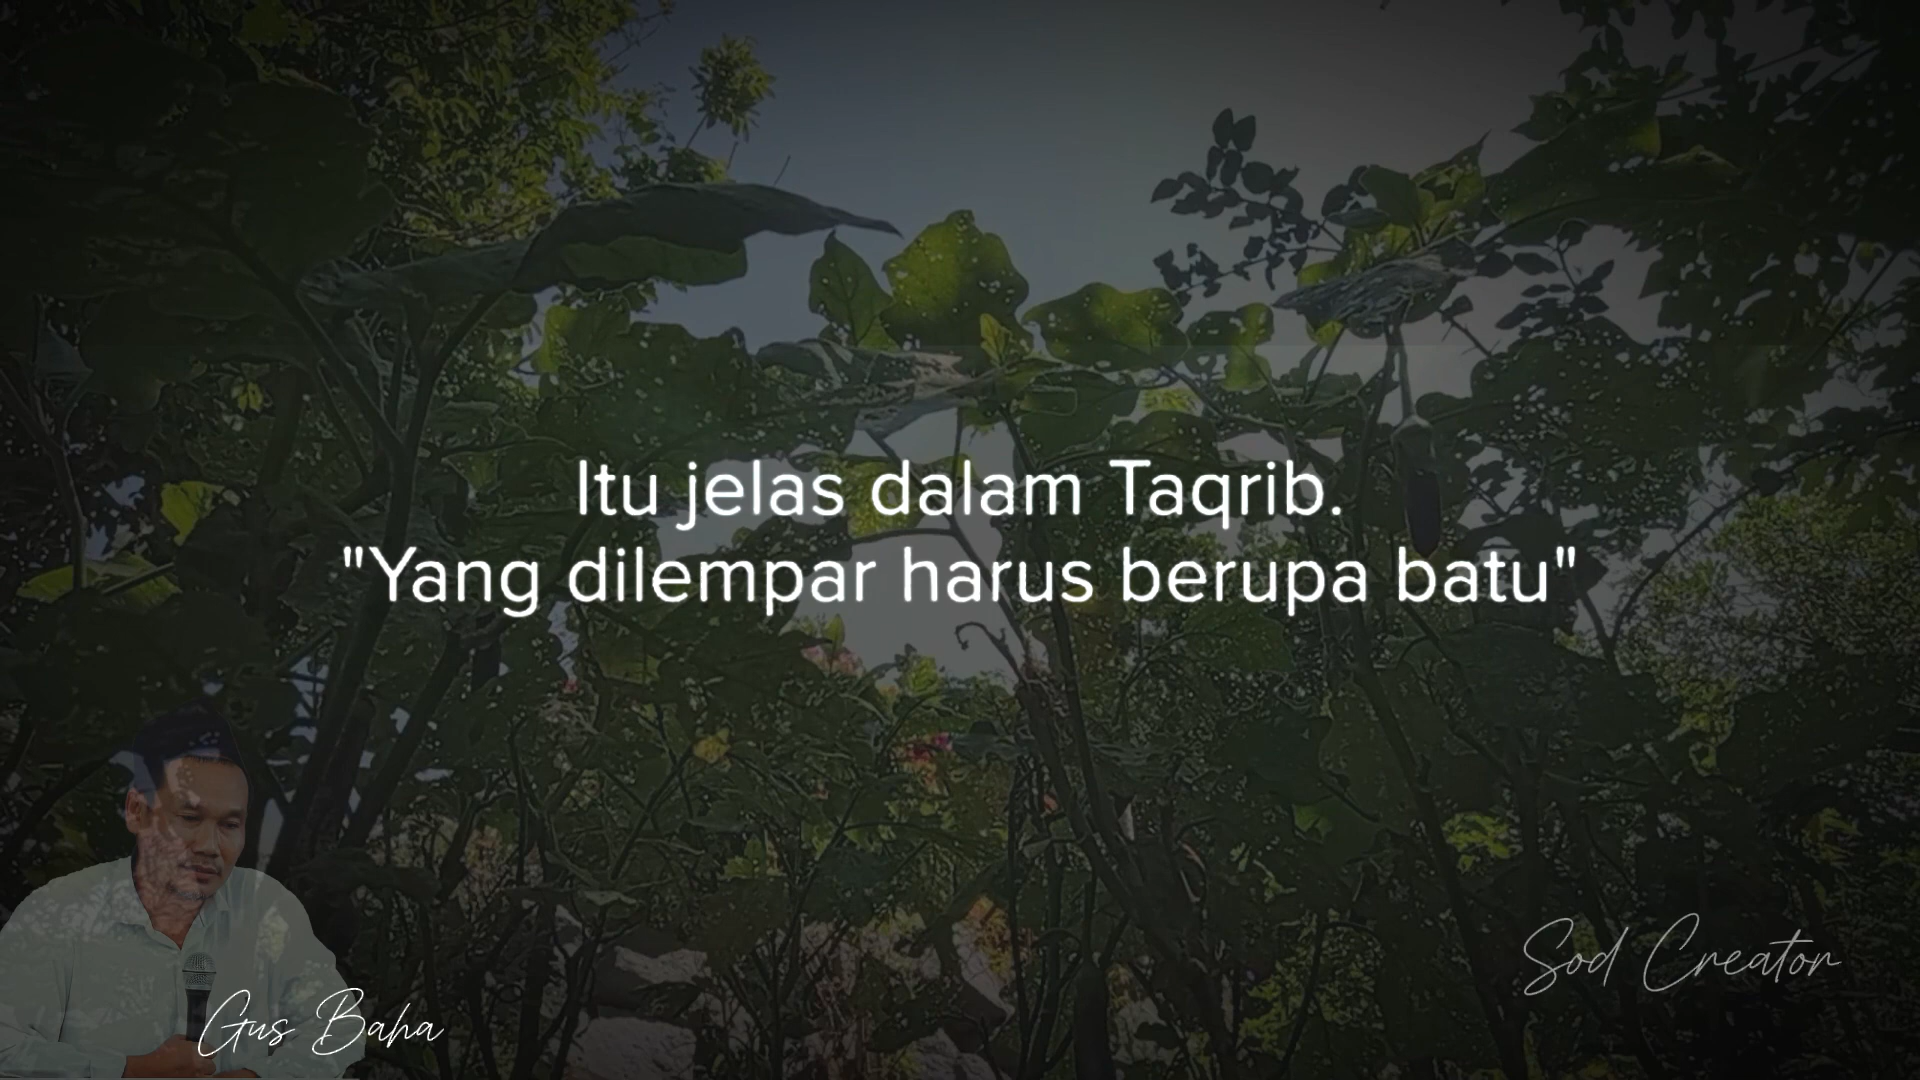 Itu jelas dalam Taqrib.
"Yang dilempar harus berupa batu"
Sod Creator
Gus Baha